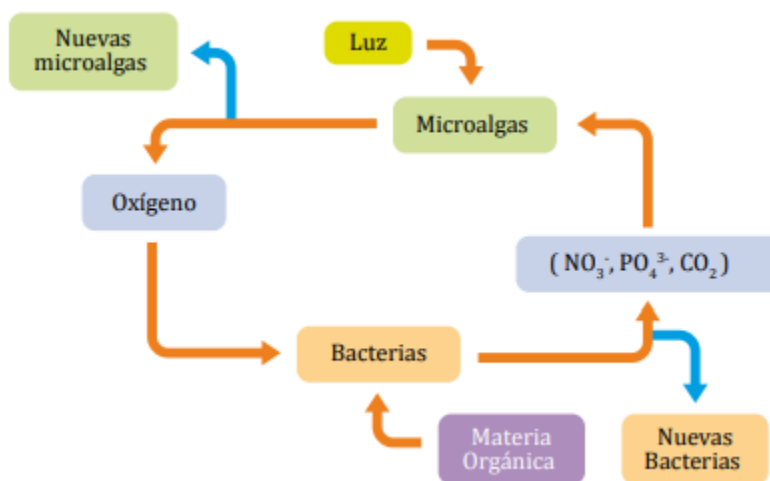 Nuevas
microalgas
Luz
Microalgas
Oxígeno
( NO₃⁻, PO₄³⁻, CO₂ )
Bacterias
Materia
Orgánica
Nuevas
Bacterias